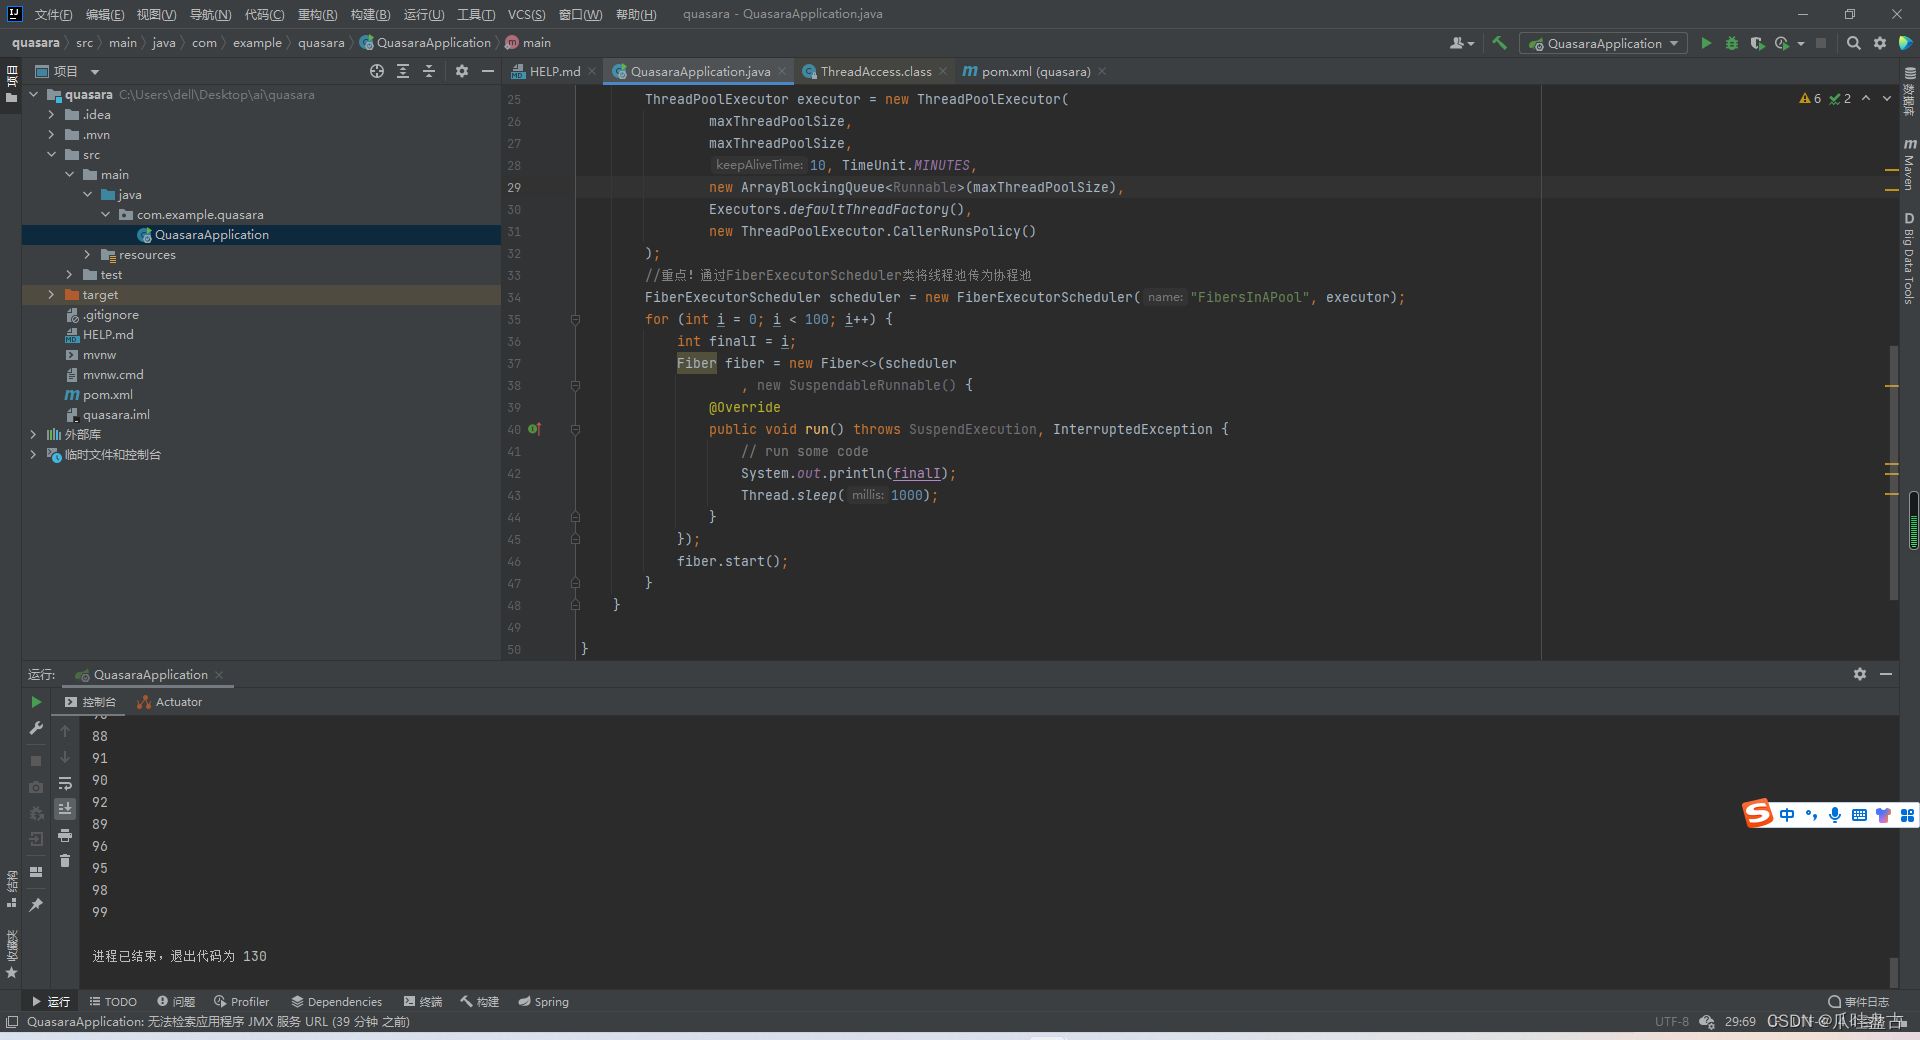 文件(F) 编辑(E) 视图(V) 导航(N) 代码(C) 重构(R) 构建(B) 运行(U) 工具(T) VCS(S) 窗口(W) 帮助(H) quasara - QuasaraApplication.java
quasara src main java com example quasara QuasaraApplication main
QuasaraApplication
项目
项目
HELP.md QuasaraApplication.java ThreadAccess.class pom.xml (quasara)
quasara C:\Users\dell\Desktop\ai\quasara
.idea
.mvn
src
main
java
com.example.quasara
QuasaraApplication
resources
test
target
.gitignore
HELP.md
mvnw
mvnw.cmd
pom.xml
quasara.iml
外部库
临时文件和控制台
6 2
25 ThreadPoolExecutor executor = new ThreadPoolExecutor(
26 maxThreadPoolSize,
27 maxThreadPoolSize,
28 keepAliveTime: 10, TimeUnit.MINUTES,
29 new ArrayBlockingQueue<Runnable>(maxThreadPoolSize),
30 Executors.defaultThreadFactory(),
31 new ThreadPoolExecutor.CallerRunsPolicy()
32 );
33 //重点！通过FiberExecutorScheduler类将线程池传为协程池
34 FiberExecutorScheduler scheduler = new FiberExecutorScheduler( name: "FibersInAPool", executor);
35 for (int i = 0; i < 100; i++) {
36 int finalI = i;
37 Fiber fiber = new Fiber<>(scheduler
38 , new SuspendableRunnable() {
39 @Override
40 public void run() throws SuspendExecution, InterruptedException {
41 // run some code
42 System.out.println(finalI);
43 Thread.sleep( millis: 1000);
44 }
45 });
46 fiber.start();
47 }
48 }
49
50 }
数据库
m Maven
D Big Data Tools
运行: QuasaraApplication
控制台 Actuator
88
91
90
92
89
96
95
98
99
进程已结束，退出代码为 130
结构
收藏夹
中
运行 TODO 问题 Profiler Dependencies 终端 构建 Spring 事件日志
QuasaraApplication: 无法检索应用程序 JMX 服务 URL (39 分钟 之前)
UTF-8 29:69
CSDN @爪哇盘古